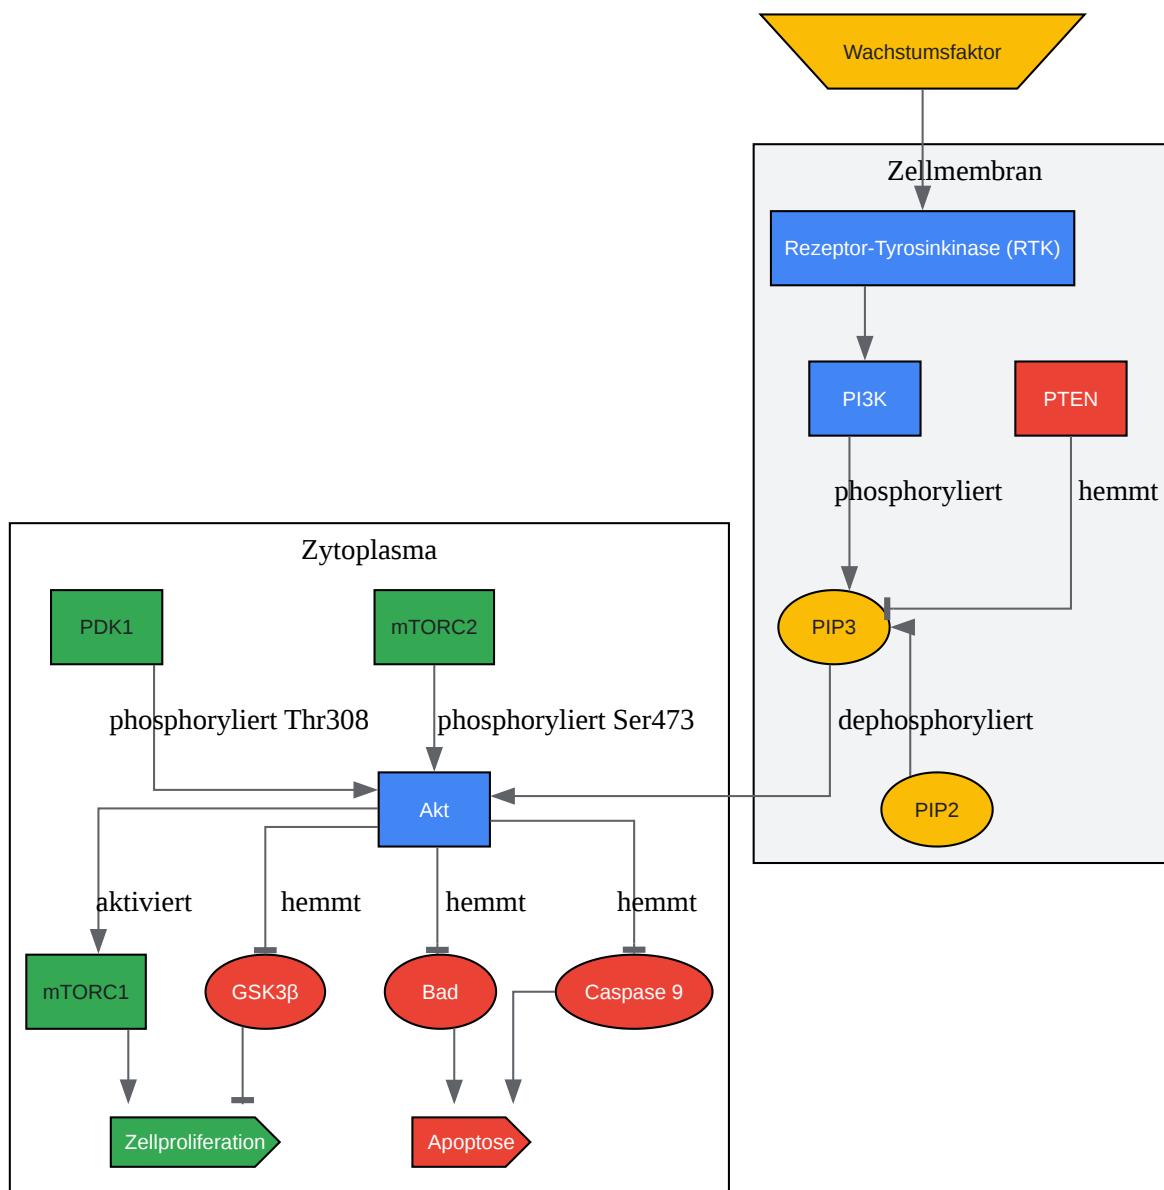 Wachstumsfaktor
Zellmembran
Rezeptor-Tyrosinkinase (RTK)
PI3K
PTEN
phosphoryliert
hemmt
Zytoplasma
PDK1
mTORC2
PIP3
phosphoryliert Thr308
phosphoryliert Ser473
dephosphoryliert
Akt
PIP2
aktiviert
hemmt
hemmt
hemmt
mTORC1
GSK3β
Bad
Caspase 9
Zellproliferation
Apoptose